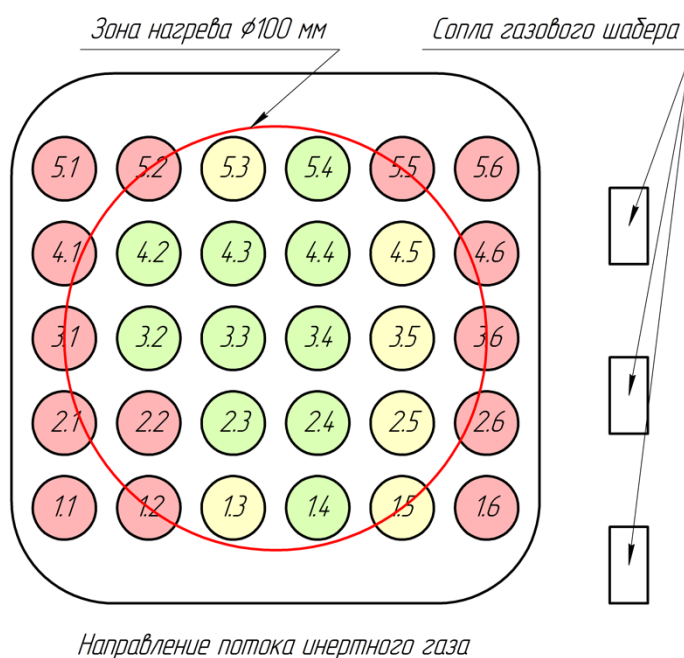 Зона нагрева ϕ100 мм
Сопла газового шабера
5.1 5.2 5.3 5.4 5.5 5.6
4.1 4.2 4.3 4.4 4.5 4.6
3.1 3.2 3.3 3.4 3.5 3.6
2.1 2.2 2.3 2.4 2.5 2.6
1.1 1.2 1.3 1.4 1.5 1.6
Направление потока инертного газа